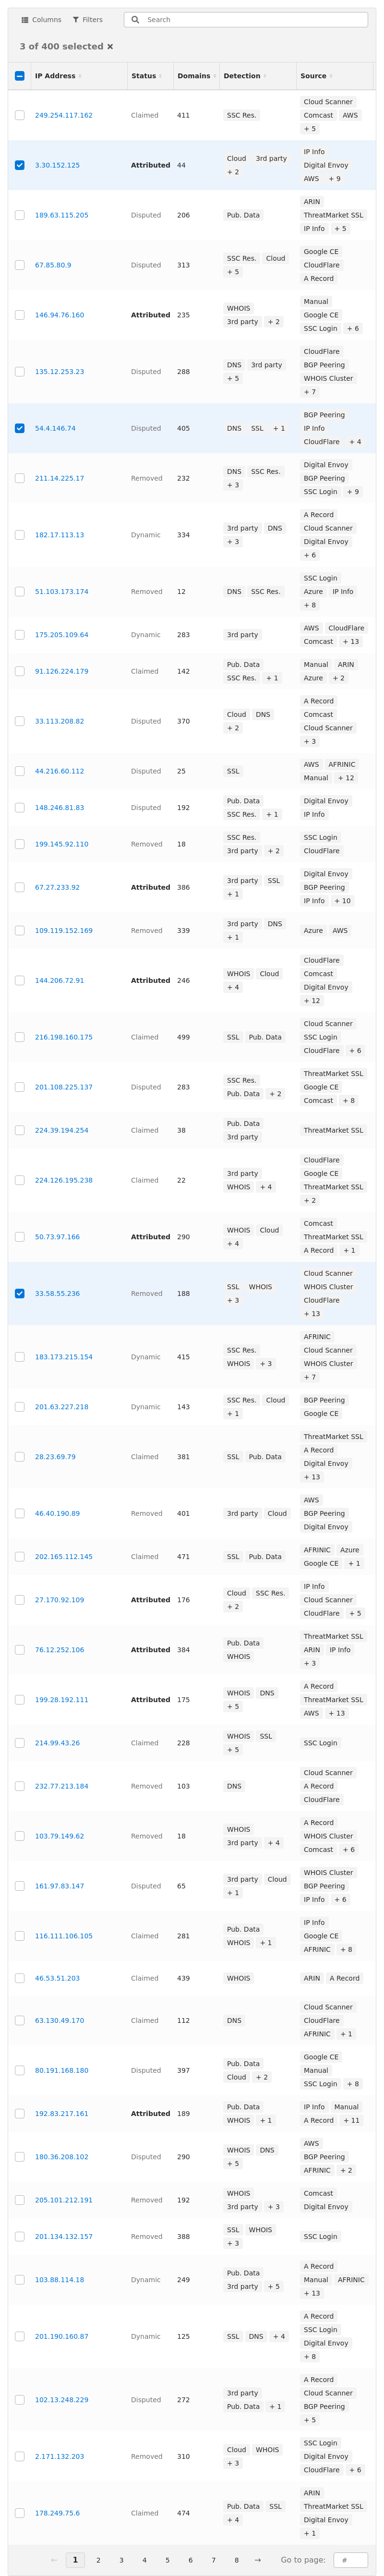 Columns Filters Search
3 of 400 selected ×
IP Address Status Domains Detection Source
249.254.117.162 Claimed 411 SSC Res. Cloud Scanner Comcast AWS + 5
3.30.152.125 Attributed 44 Cloud 3rd party + 2 IP Info Digital Envoy AWS + 9
189.63.115.205 Disputed 206 Pub. Data ARIN ThreatMarket SSL IP Info + 5
67.85.80.9 Disputed 313 SSC Res. Cloud + 5 Google CE CloudFlare A Record
146.94.76.160 Attributed 235 WHOIS 3rd party + 2 Manual Google CE SSC Login + 6
135.12.253.23 Disputed 288 DNS 3rd party + 5 CloudFlare BGP Peering WHOIS Cluster + 7
54.4.146.74 Disputed 405 DNS SSL + 1 BGP Peering IP Info CloudFlare + 4
211.14.225.17 Removed 232 DNS SSC Res. + 3 Digital Envoy BGP Peering SSC Login + 9
182.17.113.13 Dynamic 334 3rd party DNS + 3 A Record Cloud Scanner Digital Envoy + 6
51.103.173.174 Removed 12 DNS SSC Res. SSC Login Azure IP Info + 8
175.205.109.64 Dynamic 283 3rd party AWS CloudFlare Comcast + 13
91.126.224.179 Claimed 142 Pub. Data SSC Res. + 1 Manual ARIN Azure + 2
33.113.208.82 Disputed 370 Cloud DNS + 2 A Record Comcast Cloud Scanner + 3
44.216.60.112 Disputed 25 SSL AWS AFRINIC Manual + 12
148.246.81.83 Disputed 192 Pub. Data SSC Res. + 1 Digital Envoy IP Info
199.145.92.110 Removed 18 SSC Res. 3rd party + 2 SSC Login CloudFlare
67.27.233.92 Attributed 386 3rd party SSL + 1 Digital Envoy BGP Peering IP Info + 10
109.119.152.169 Removed 339 3rd party DNS + 1 Azure AWS
144.206.72.91 Attributed 246 WHOIS Cloud + 4 CloudFlare Comcast Digital Envoy + 12
216.198.160.175 Claimed 499 SSL Pub. Data Cloud Scanner SSC Login CloudFlare + 6
201.108.225.137 Disputed 283 SSC Res. Pub. Data + 2 ThreatMarket SSL Google CE Comcast + 8
224.39.194.254 Claimed 38 Pub. Data 3rd party ThreatMarket SSL
224.126.195.238 Claimed 22 3rd party WHOIS + 4 CloudFlare Google CE ThreatMarket SSL + 2
50.73.97.166 Attributed 290 WHOIS Cloud + 4 Comcast ThreatMarket SSL A Record + 1
33.58.55.236 Removed 188 SSL WHOIS + 3 Cloud Scanner WHOIS Cluster CloudFlare + 13
183.173.215.154 Dynamic 415 SSC Res. WHOIS + 3 AFRINIC Cloud Scanner WHOIS Cluster + 7
201.63.227.218 Dynamic 143 SSC Res. Cloud + 1 BGP Peering Google CE
28.23.69.79 Claimed 381 SSL Pub. Data ThreatMarket SSL A Record Digital Envoy + 13
46.40.190.89 Removed 401 3rd party Cloud AWS BGP Peering Digital Envoy
202.165.112.145 Claimed 471 SSL Pub. Data AFRINIC Azure Google CE + 1
27.170.92.109 Attributed 176 Cloud SSC Res. + 2 IP Info Cloud Scanner CloudFlare + 5
76.12.252.106 Attributed 384 Pub. Data WHOIS ThreatMarket SSL ARIN IP Info + 3
199.28.192.111 Attributed 175 WHOIS DNS + 5 A Record ThreatMarket SSL AWS + 13
214.99.43.26 Claimed 228 WHOIS SSL + 5 SSC Login
232.77.213.184 Removed 103 DNS Cloud Scanner A Record CloudFlare
103.79.149.62 Removed 18 WHOIS 3rd party + 4 A Record WHOIS Cluster Comcast + 6
161.97.83.147 Disputed 65 3rd party Cloud + 1 WHOIS Cluster BGP Peering IP Info + 6
116.111.106.105 Claimed 281 Pub. Data WHOIS + 1 IP Info Google CE AFRINIC + 8
46.53.51.203 Claimed 439 WHOIS ARIN A Record
63.130.49.170 Claimed 112 DNS Cloud Scanner CloudFlare AFRINIC + 1
80.191.168.180 Disputed 397 Pub. Data Cloud + 2 Google CE Manual SSC Login + 8
192.83.217.161 Attributed 189 Pub. Data WHOIS + 1 IP Info Manual A Record + 11
180.36.208.102 Disputed 290 WHOIS DNS + 5 AWS BGP Peering AFRINIC + 2
205.101.212.191 Removed 192 WHOIS 3rd party + 3 Comcast Digital Envoy
201.134.132.157 Removed 388 SSL WHOIS + 3 SSC Login
103.88.114.18 Dynamic 249 Pub. Data 3rd party + 5 A Record Manual AFRINIC + 13
201.190.160.87 Dynamic 125 SSL DNS + 4 A Record SSC Login Digital Envoy + 8
102.13.248.229 Disputed 272 3rd party Pub. Data + 1 A Record Cloud Scanner BGP Peering + 5
2.171.132.203 Removed 310 Cloud WHOIS + 3 SSC Login Digital Envoy CloudFlare + 6
178.249.75.6 Claimed 474 Pub. Data SSL + 4 ARIN ThreatMarket SSL Digital Envoy + 1
← 1 2 3 4 5 6 7 8 → Go to page: #